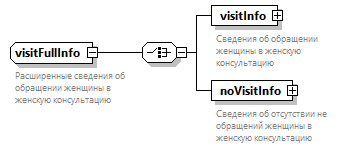 visitInfo
Сведения об обращении
женщины в женскую
консультацию
visitFullInfo
Расширенные сведения об
обращении женщины в
женскую консультацию
noVisitInfo
Сведения об отсутствии не
обращений женщины в
женскую консультацию